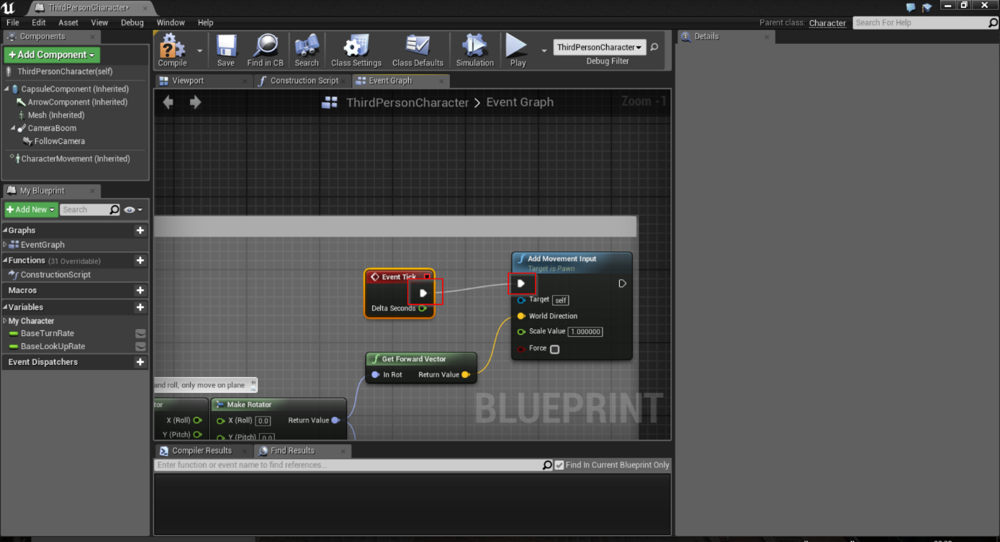 ThirdPersonCharacter*
File Edit Asset View Debug Window Help
Parent class: Character
Search For Help
Components
+Add Component
ThirdPersonCharacter(self)
CapsuleComponent (Inherited)
ArrowComponent (Inherited)
Mesh (Inherited)
CameraBoom
FollowCamera
CharacterMovement (Inherited)
My Blueprint
+Add New
Search
Graphs
EventGraph
Functions (31 Overridable)
ConstructionScript
Macros
Variables
My Character
BaseTurnRate
BaseLookUpRate
Event Dispatchers
Compile Save Find in CB Search Class Settings Class Defaults Simulation Play
ThirdPersonCharacter
Debug Filter
Viewport
Construction Script
Event Graph
ThirdPersonCharacter > Event Graph
Zoom -1
Event Tick
Delta Seconds
Add Movement Input
Target is Pawn
Target self
World Direction
Scale Value 1.000000
Force
Get Forward Vector
In Rot Return Value
and roll, only move on plane
tor
X (Roll)
Y (Pitch)
Make Rotator
X (Roll) 0.0 Return Value
Y (Pitch) 0.0
BLUEPRINT
Compiler Results
Find Results
Enter function or event name to find references...
Find In Current Blueprint Only
Details